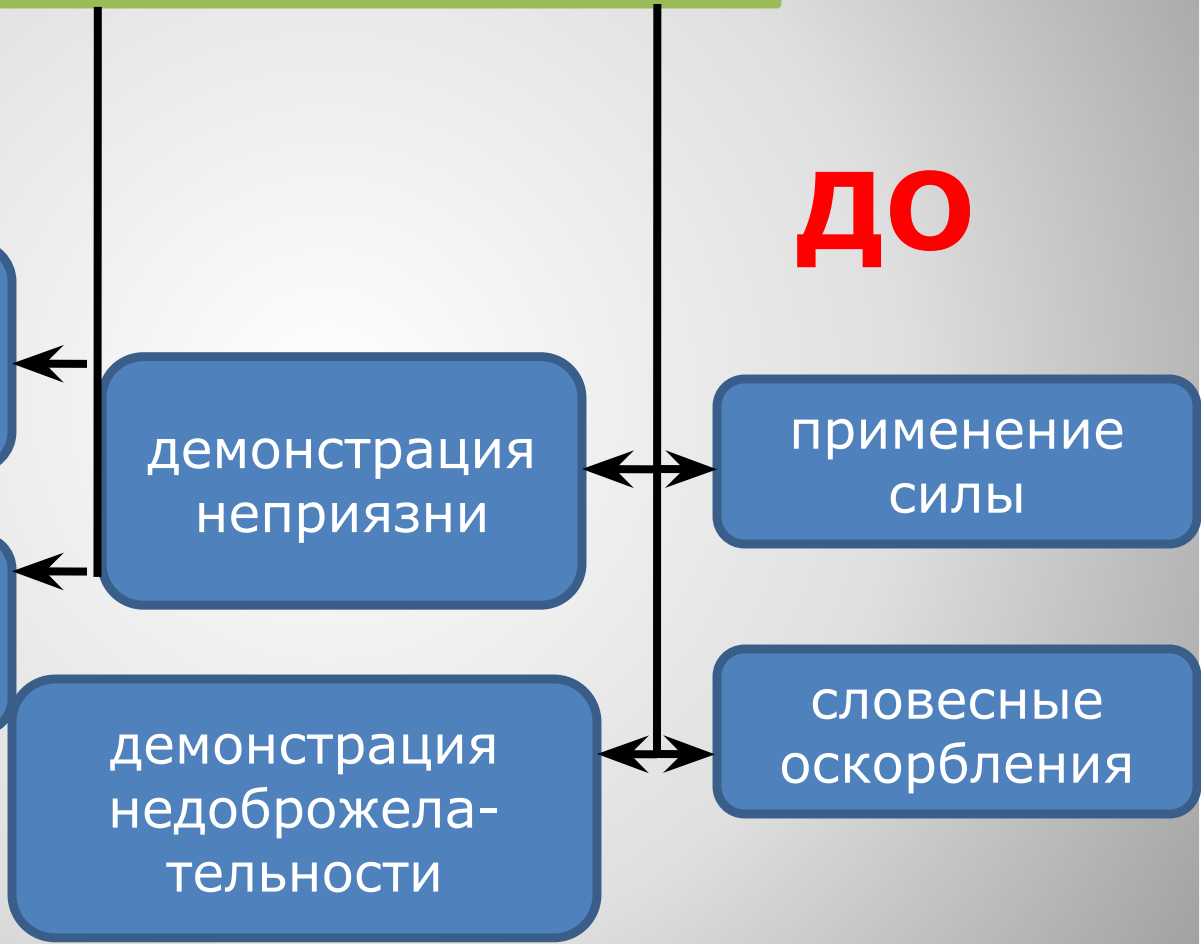 ДО
демонстрация
неприязни
применение
силы
демонстрация
недоброжела-
тельности
словесные
оскорбления